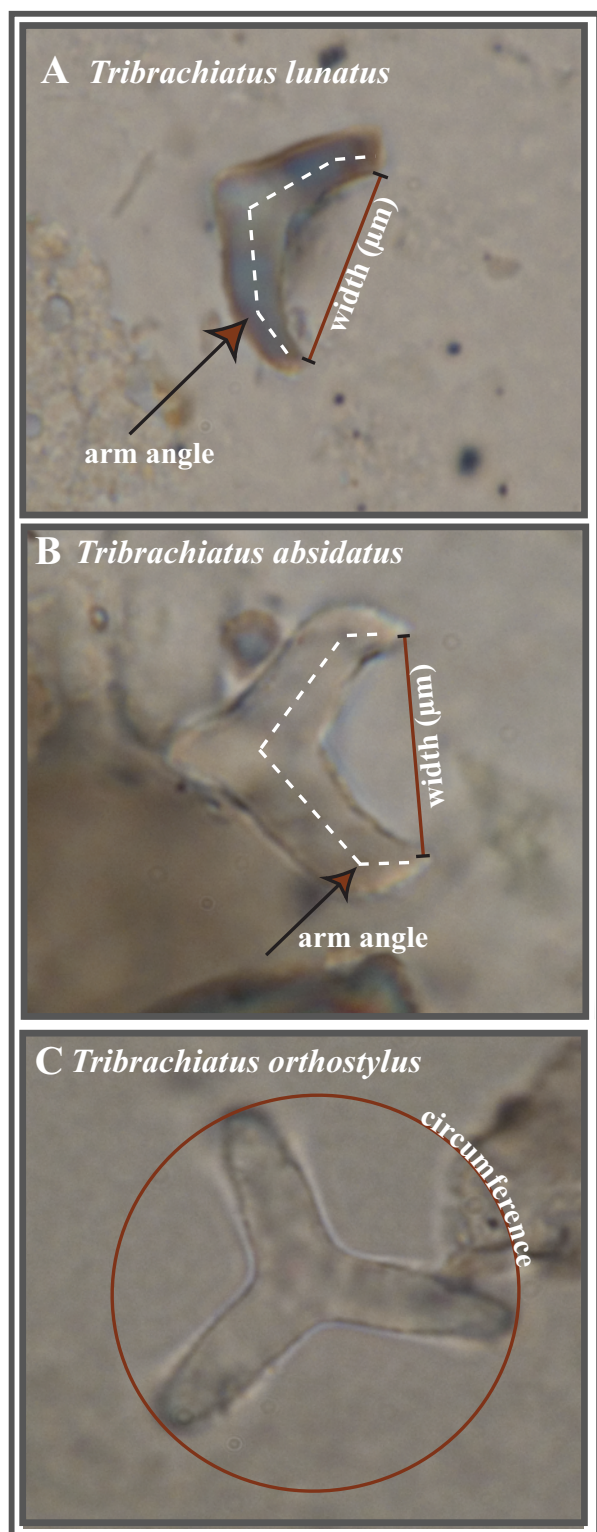 A Tribrachiatus lunatus
width (μm)
arm angle
B Tribrachiatus absidatus
width (μm)
arm angle
C Tribrachiatus orthostylus
circumference